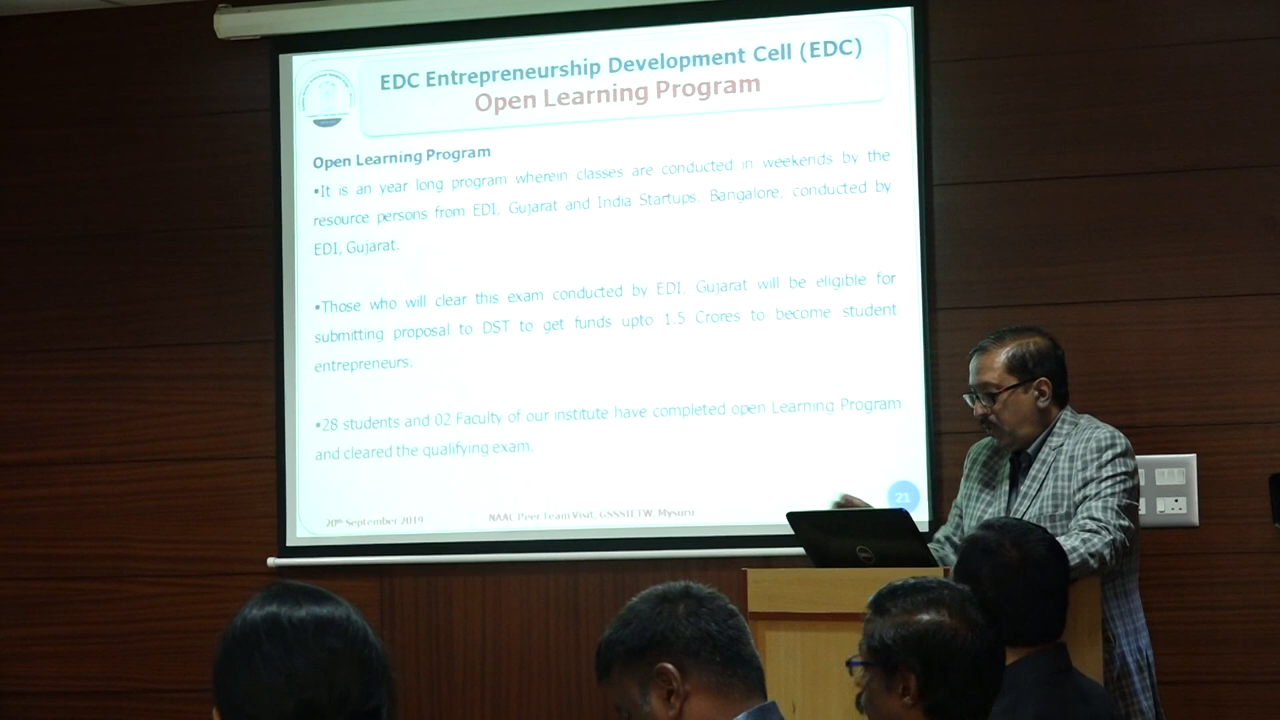 EDC Entrepreneurship Development Cell (EDC)
Open Learning Program
Open Learning Program
▪It is an year long program wherein classes are conducted in weekends by the
resource persons from EDI, Gujarat and India Startups, Bangalore, conducted by
EDI, Gujarat.
▪Those who will clear this exam conducted by EDI, Gujarat will be eligible for
submitting proposal to DST to get funds upto 1.5 Crores to become student
entrepreneurs.
▪28 students and 02 Faculty of our institute have completed open Learning Program
and cleared the qualifying exam.
20th September 2019
NAAC Peer Team Visit, GSSSIETW, Mysuru
21
DELL